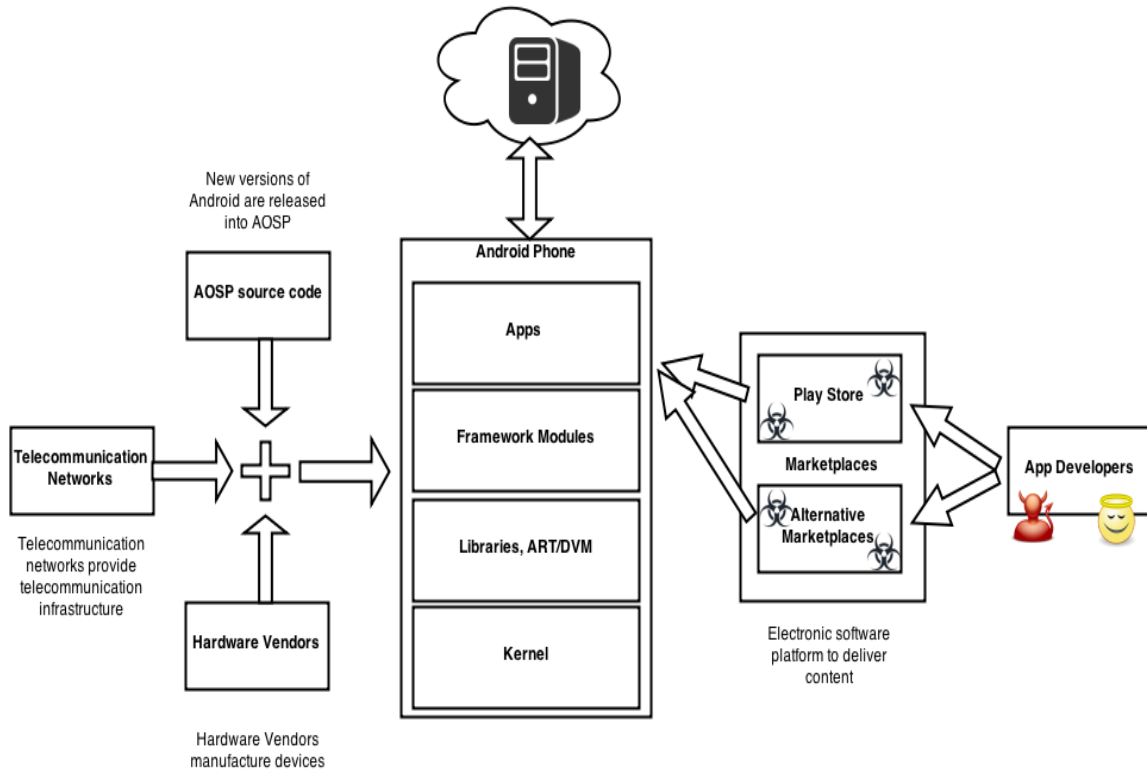 New versions of
Android are released
into AOSP
AOSP source code
Telecommunication
Networks
Telecommunication
networks provide
telecommunication
infrastructure
Hardware Vendors
Hardware Vendors
manufacture devices
Android Phone
Apps
Framework Modules
Libraries, ART/DVM
Kernel
Play Store
Marketplaces
Alternative
Marketplaces
Electronic software
platform to deliver
content
App Developers